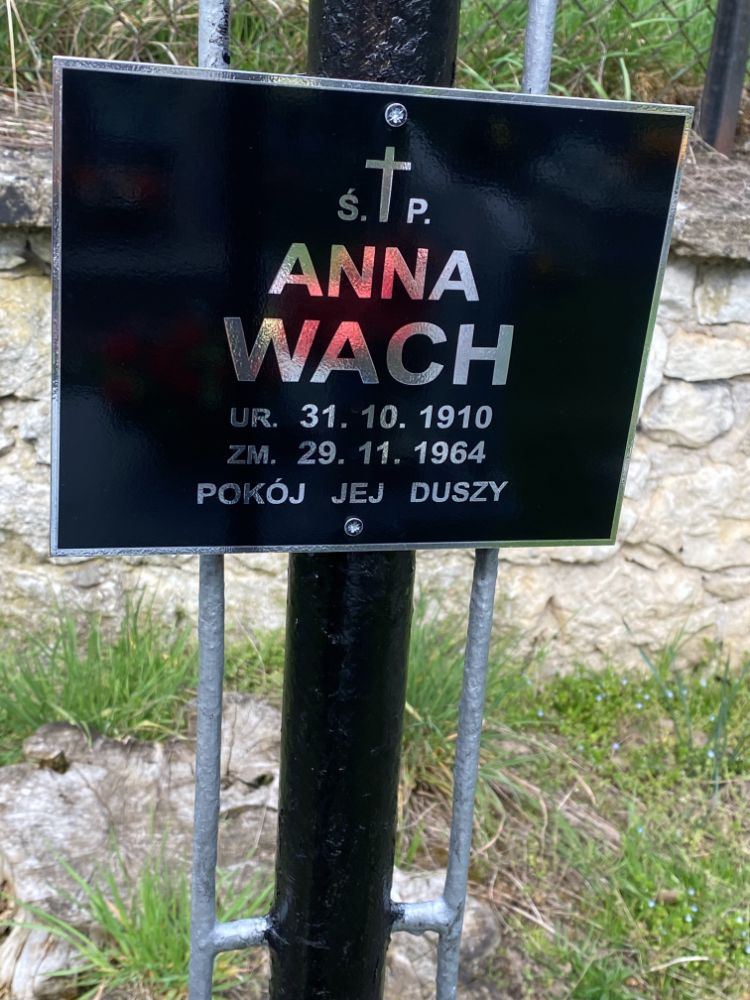 Ś. P.
ANNA
WACH
UR. 31. 10. 1910
ZM. 29. 11. 1964
POKÓJ JEJ DUSZY